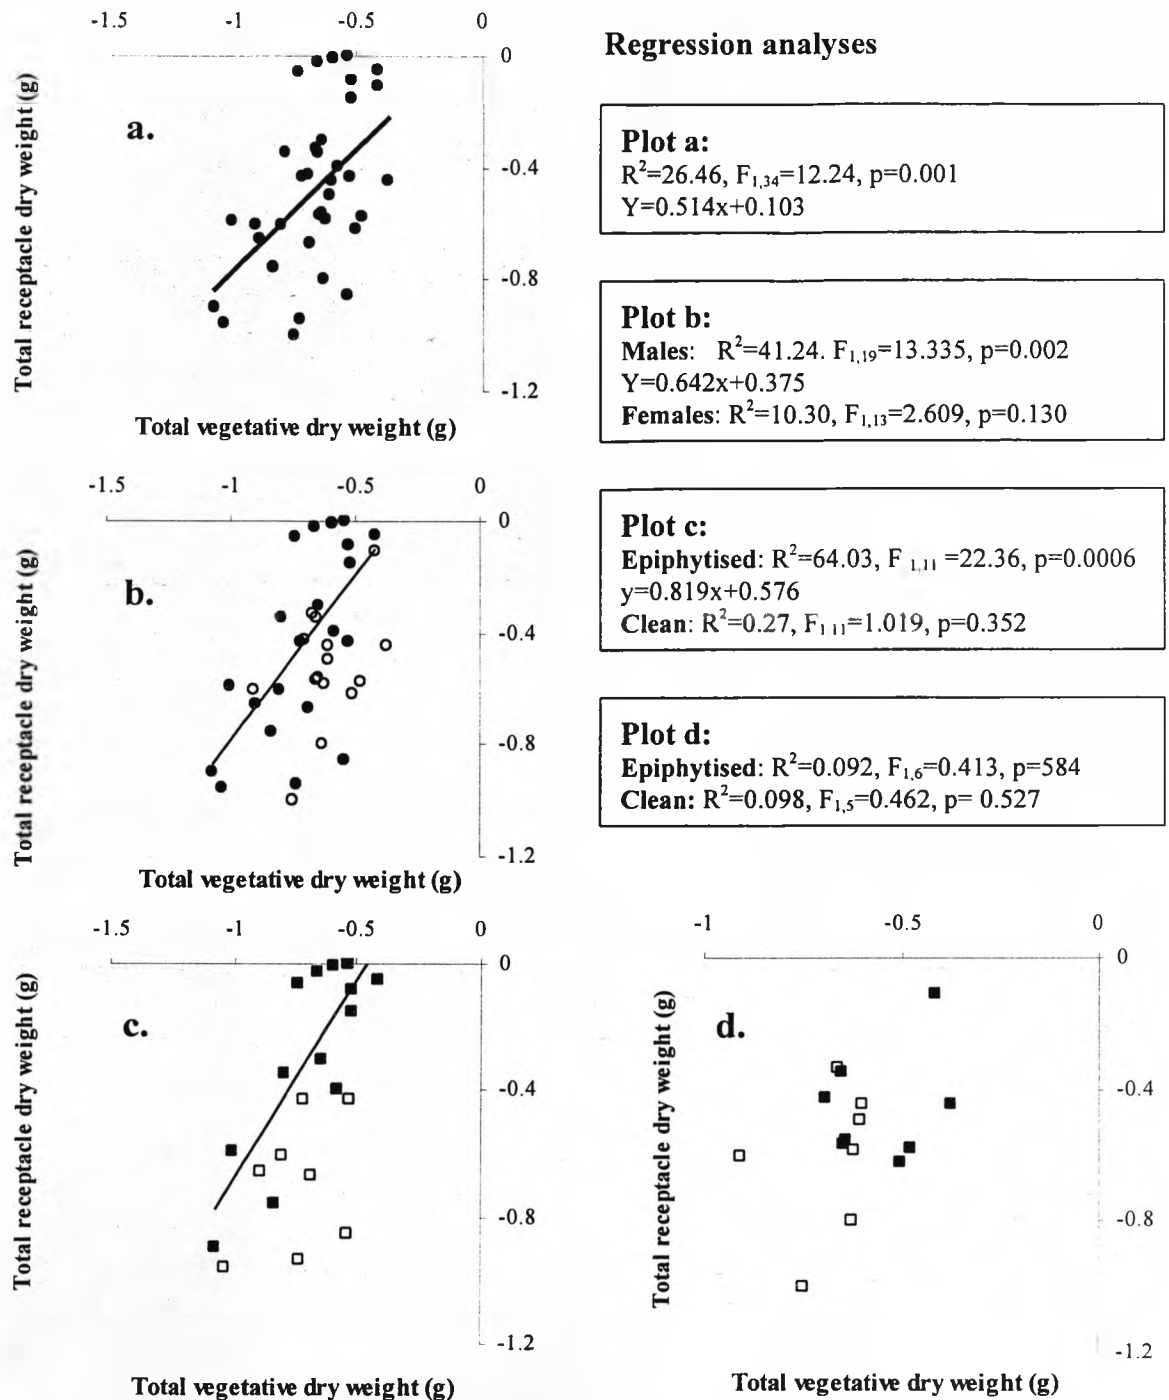 -1.5 -1 -0.5 0
0
-0.4
-0.8
-1.2
Total receptacle dry weight (g)
a.
Total vegetative dry weight (g)
Regression analyses
Plot a:
R²=26.46, F1,34=12.24, p=0.001
Y=0.514x+0.103
Plot b:
Males: R²=41.24. F1,19=13.335, p=0.002
Y=0.642x+0.375
Females: R²=10.30, F1,13=2.609, p=0.130
Plot c:
Epiphytised: R²=64.03, F 1,11 =22.36, p=0.0006
y=0.819x+0.576
Clean: R²=0.27, F1,11=1.019, p=0.352
Plot d:
Epiphytised: R²=0.092, F1,6=0.413, p=584
Clean: R²=0.098, F1,5=0.462, p= 0.527
-1.5 -1 -0.5 0
0
-0.4
-0.8
-1.2
Total receptacle dry weight (g)
b.
Total vegetative dry weight (g)
-1.5 -1 -0.5 0
0
-0.4
-0.8
-1.2
Total receptacle dry weight (g)
c.
Total vegetative dry weight (g)
-1 -0.5 0
0
-0.4
-0.8
-1.2
Total receptacle dry weight (g)
d.
Total vegetative dry weight (g)